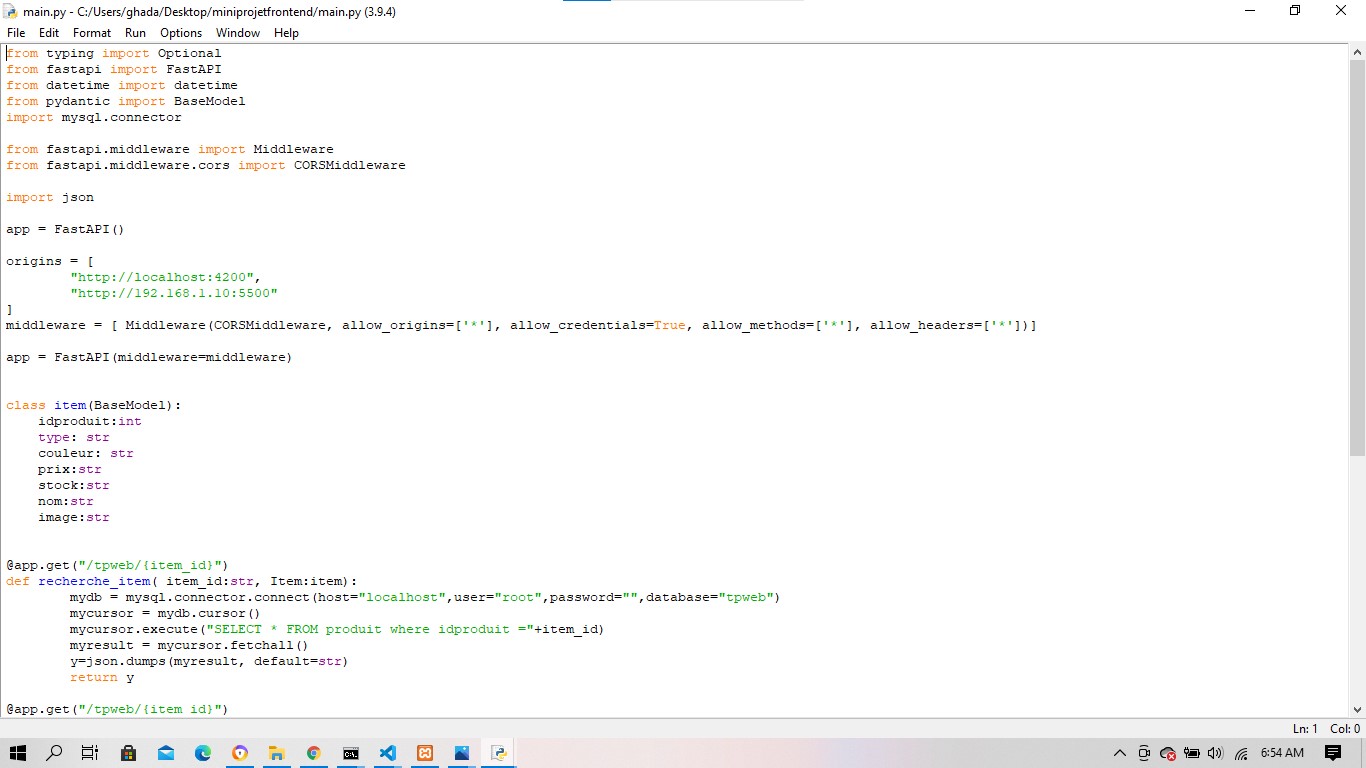 main.py - C:/Users/ghada/Desktop/miniprojetfrontend/main.py (3.9.4)
File Edit Format Run Options Window Help
from typing import Optional
from fastapi import FastAPI
from datetime import datetime
from pydantic import BaseModel
import mysql.connector
from fastapi.middleware import Middleware
from fastapi.middleware.cors import CORSMiddleware
import json
app = FastAPI()
origins = [
"http://localhost:4200",
"http://192.168.1.10:5500"
]
middleware = [ Middleware(CORSMiddleware, allow_origins=['*'], allow_credentials=True, allow_methods=['*'], allow_headers=['*'])]
app = FastAPI(middleware=middleware)
class item(BaseModel):
idproduit:int
type: str
couleur: str
prix:str
stock:str
nom:str
image:str
@app.get("/tpweb/{item_id}")
def recherche_item( item_id:str, Item:item):
mydb = mysql.connector.connect(host="localhost",user="root",password="",database="tpweb")
mycursor = mydb.cursor()
mycursor.execute("SELECT * FROM produit where idproduit ="+item_id)
myresult = mycursor.fetchall()
y=json.dumps(myresult, default=str)
return y
@app.get("/tpweb/{item_id}")
Ln: 1 Col: 0
6:54 AM